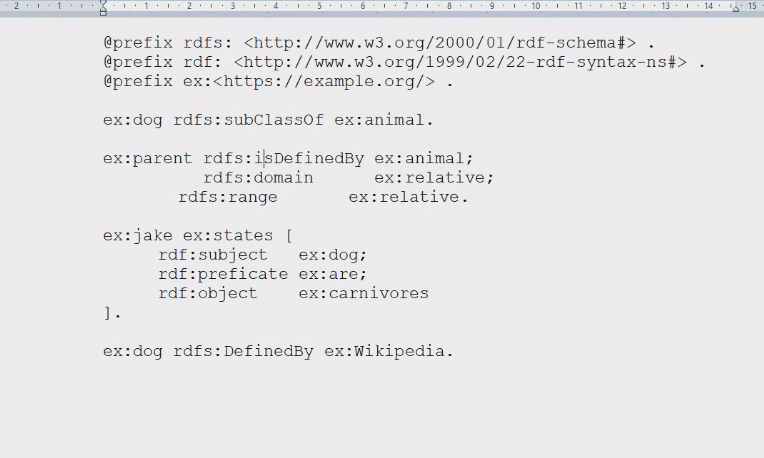 2 1 1 2 3 4 5 6 7 8 9 10 11 12 13 14 15
@prefix rdfs: <http://www.w3.org/2000/01/rdf-schema#> .
@prefix rdf: <http://www.w3.org/1999/02/22-rdf-syntax-ns#> .
@prefix ex:<https://example.org/> .
ex:dog rdfs:subClassOf ex:animal.
ex:parent rdfs:isDefinedBy ex:animal;
rdfs:domain ex:relative;
rdfs:range ex:relative.
ex:jake ex:states [
rdf:subject ex:dog;
rdf:preficate ex:are;
rdf:object ex:carnivores
].
ex:dog rdfs:DefinedBy ex:Wikipedia.